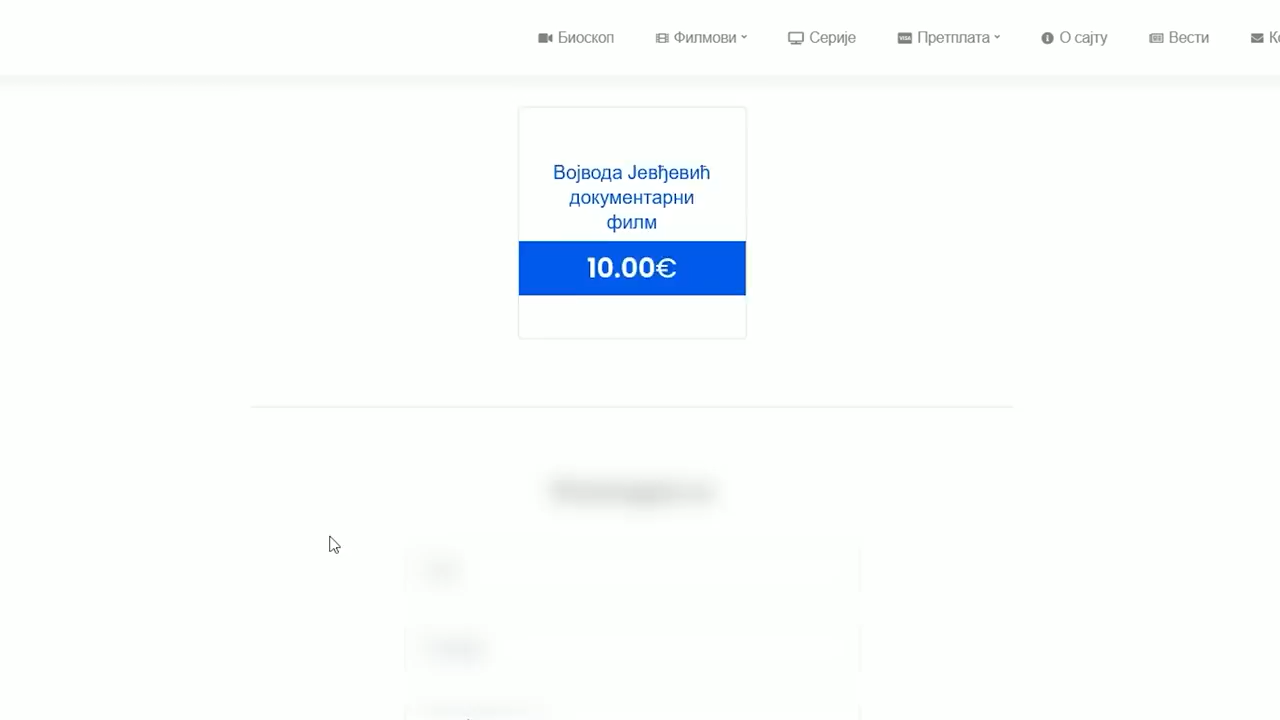 Биоскоп Филмови Серије Претплата О сајту Вести
Војвода Јевђевић
документарни
филм
10.00€